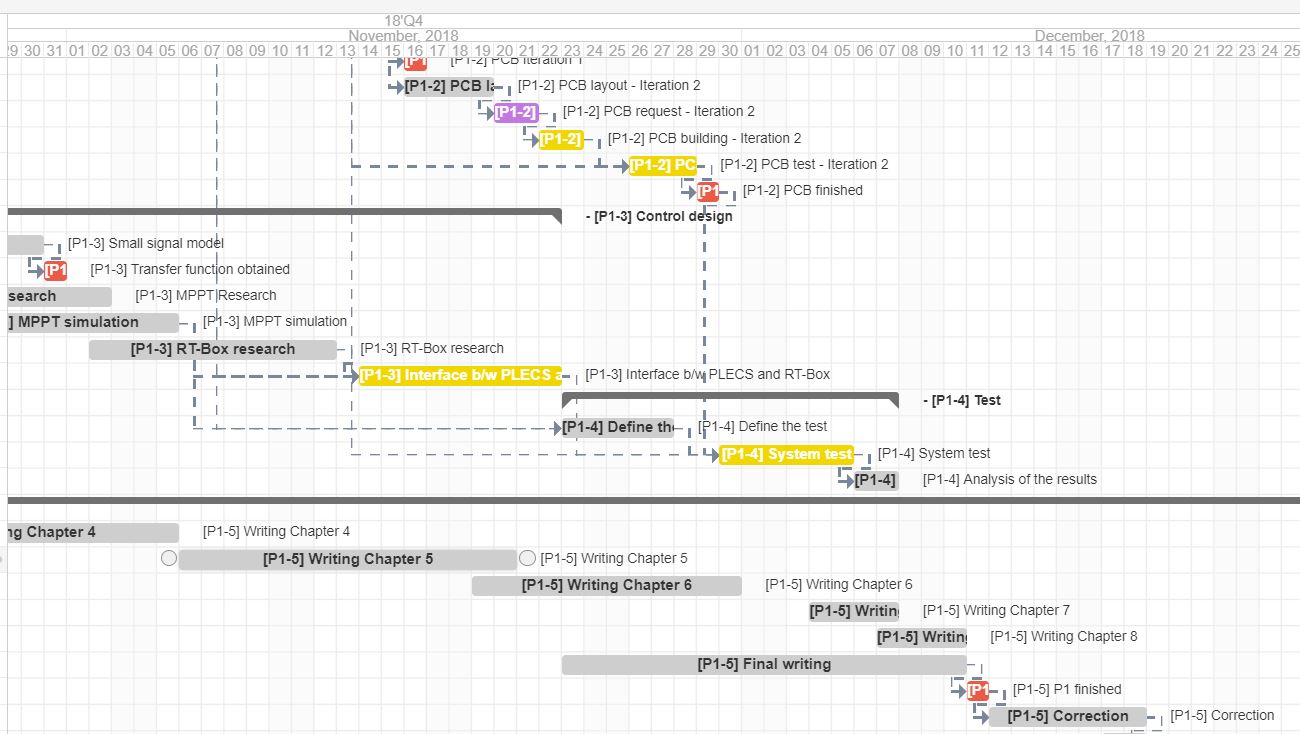 18'Q4
November, 2018 December, 2018
29 30 31 01 02 03 04 05 06 07 08 09 10 11 12 13 14 15 16 17 18 19 20 21 22 23 24 25 26 27 28 29 30 01 02 03 04 05 06 07 08 09 10 11 12 13 14 15 16 17 18 19 20 21 22 23 24 25
[P1 [P1-2] PCB iteration 1
[P1-2] PCB la [P1-2] PCB layout - Iteration 2
[P1-2] [P1-2] PCB request - Iteration 2
[P1-2] [P1-2] PCB building - Iteration 2
[P1-2] PC [P1-2] PCB test - Iteration 2
[P1 [P1-2] PCB finished
- [P1-3] Control design
[P1-3] Small signal model
[P1 [P1-3] Transfer function obtained
search [P1-3] MPPT Research
] MPPT simulation [P1-3] MPPT simulation
[P1-3] RT-Box research [P1-3] RT-Box research
[P1-3] Interface b/w PLECS a [P1-3] Interface b/w PLECS and RT-Box
- [P1-4] Test
[P1-4] Define the [P1-4] Define the test
[P1-4] System test [P1-4] System test
[P1-4] [P1-4] Analysis of the results
ng Chapter 4 [P1-5] Writing Chapter 4
[P1-5] Writing Chapter 5 [P1-5] Writing Chapter 5
[P1-5] Writing Chapter 6 [P1-5] Writing Chapter 6
[P1-5] Writing [P1-5] Writing Chapter 7
[P1-5] Writing [P1-5] Writing Chapter 8
[P1-5] Final writing
[P1 [P1-5] P1 finished
[P1-5] Correction [P1-5] Correction